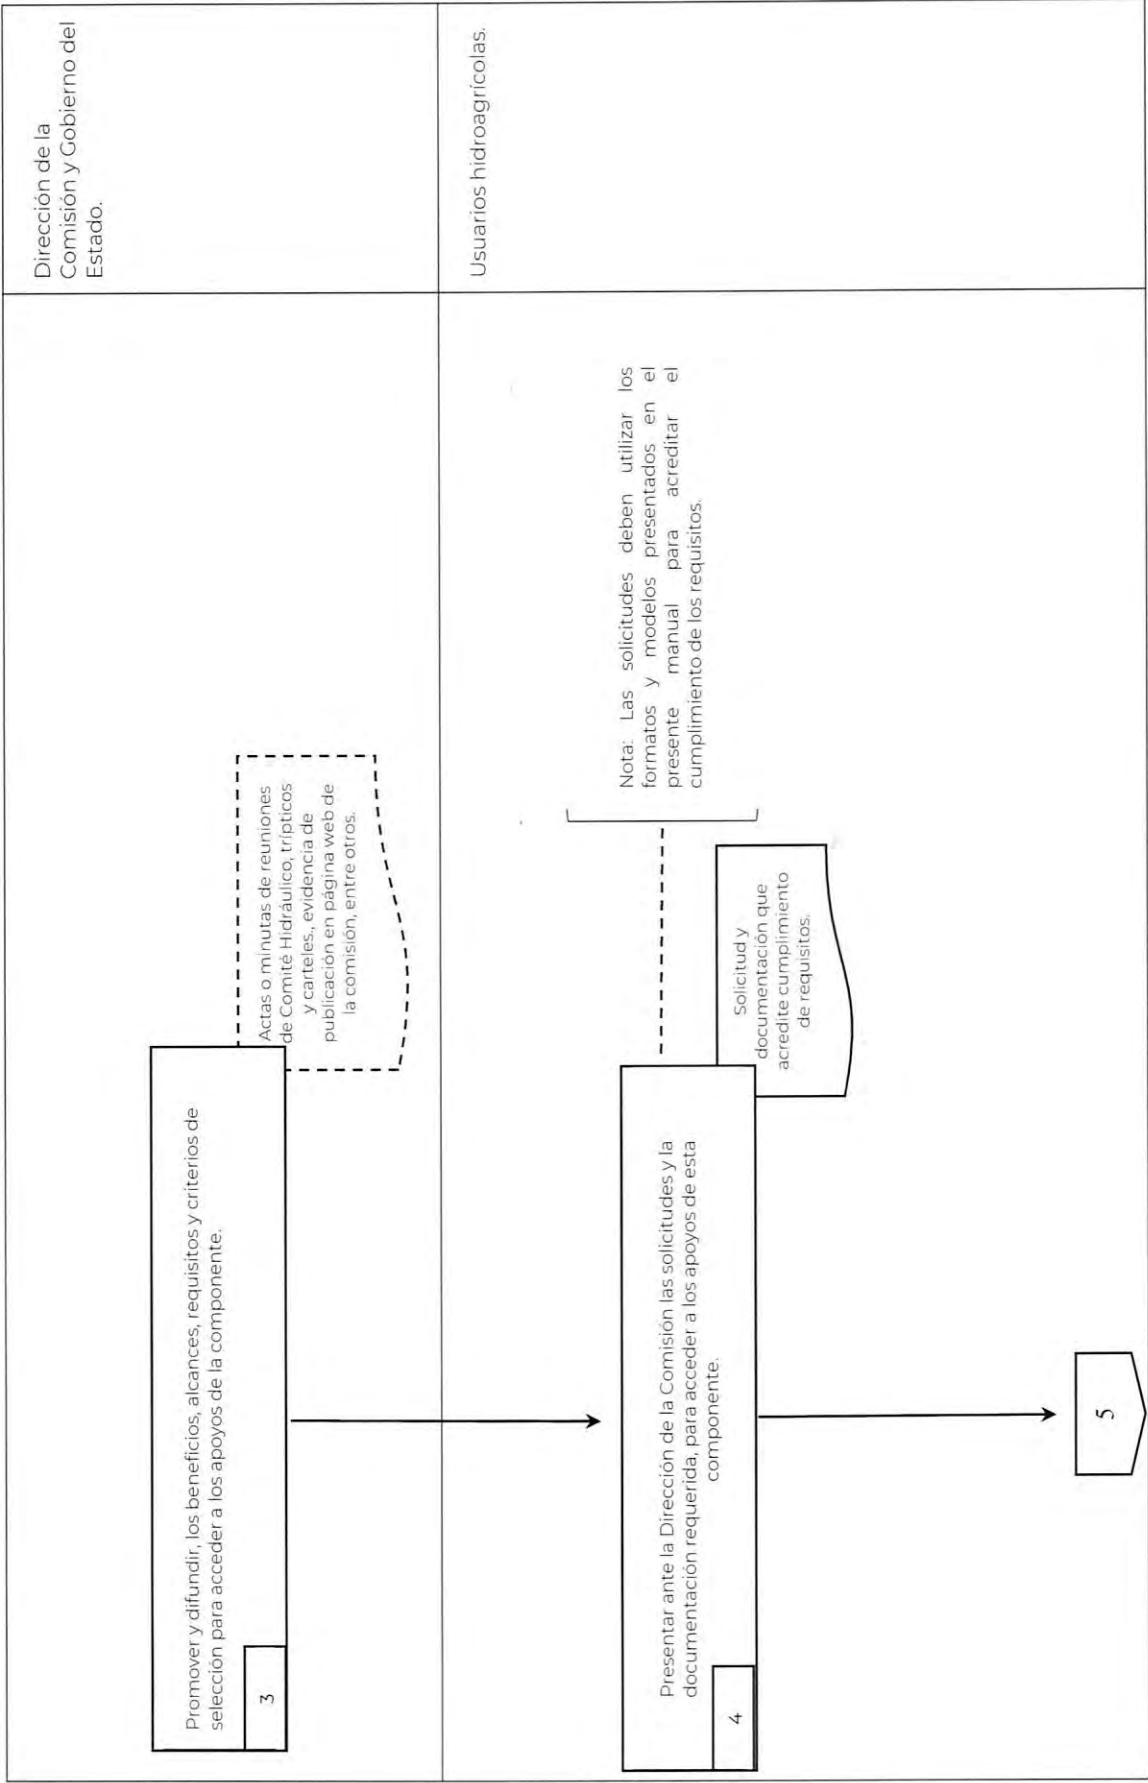 Promover y difundir, los beneficios, alcances, requisitos y criterios de
selección para acceder a los apoyos de la componente.
3
Actas o minutas de reuniones
de Comité Hidráulico, trípticos
y carteles., evidencia de
publicación en página web de
la comisión, entre otros.
Dirección de la
Comisión y Gobierno del
Estado.
Presentar ante la Dirección de la Comisión las solicitudes y la
documentación requerida, para acceder a los apoyos de esta
componente.
4
Solicitud y
documentación que
acredite cumplimiento
de requisitos.
Nota: Las solicitudes deben utilizar los
formatos y modelos presentados en el
presente manual para acreditar el
cumplimiento de los requisitos.
Usuarios hidroagrícolas.
5